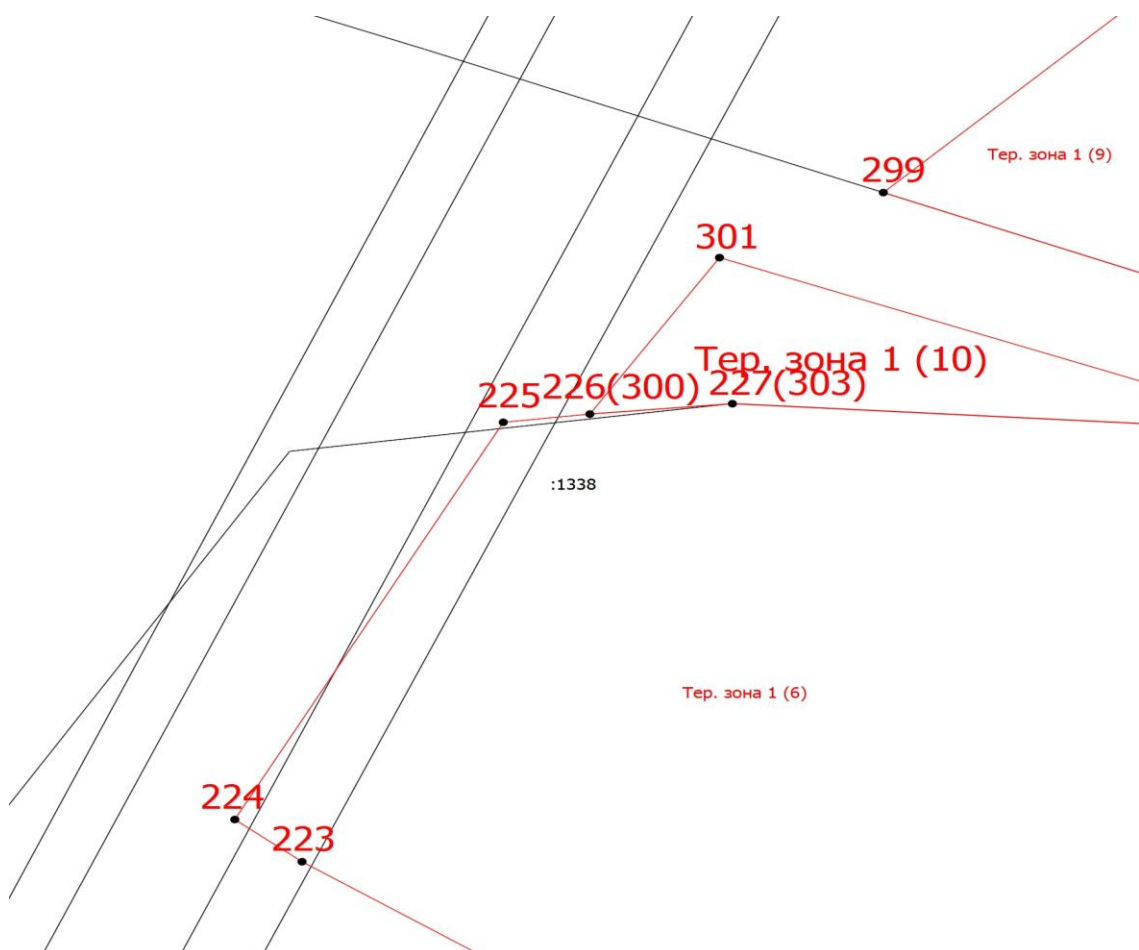 Тер. зона 1 (9)
299
301
Тер. зона 1 (10)
227(303)
226(300)
225
:1338
Тер. зона 1 (6)
224
223